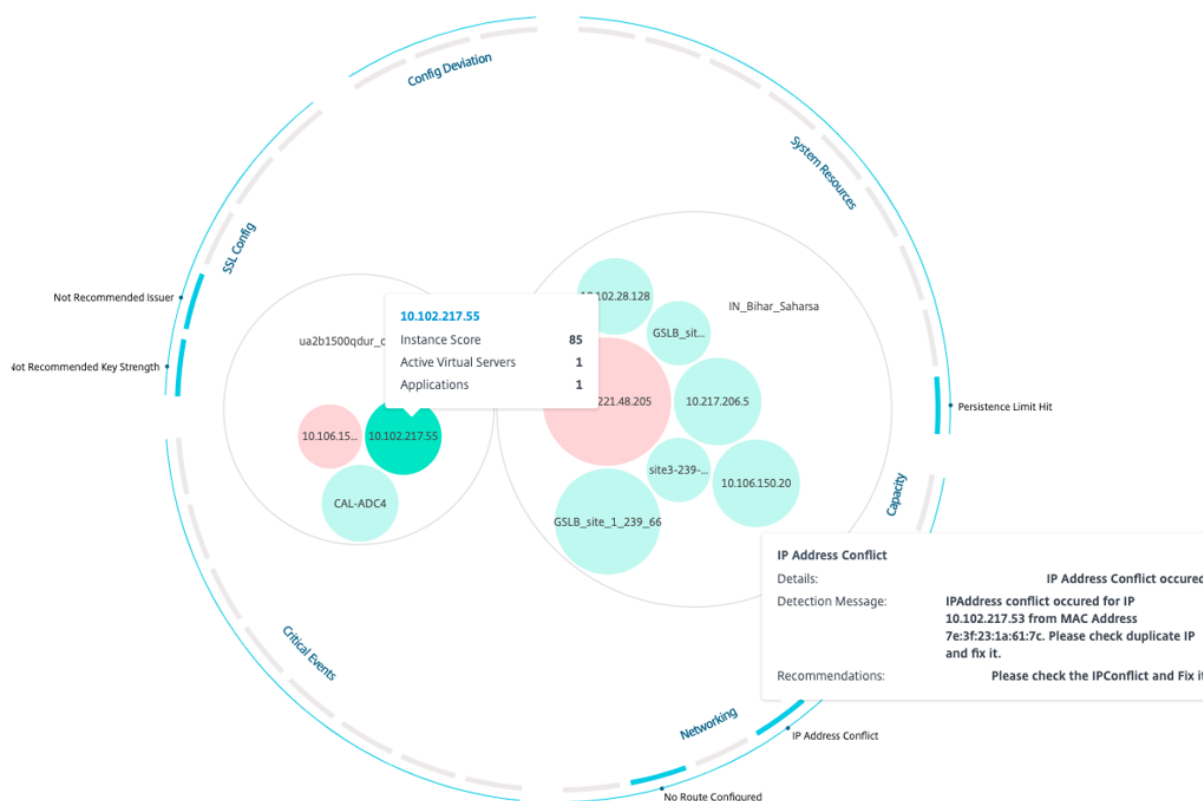 Config Deviation
System Resources
SSL Config
Not Recommended Issuer
Not Recommended Key Strength
ua2b1500qdur_
10.102.217.55
Instance Score 85
Active Virtual Servers 1
Applications 1
10.106.15...
10.102.217.55
CAL-ADC4
10.102.28.128
IN_Bihar_Saharsa
GSLB_sit...
221.48.205
10.217.206.5
site3-239-...
10.106.150.20
GSLB_site_1_239_66
Persistence Limit Hit
Capacity
IP Address Conflict
Details: IP Address Conflict occured
Detection Message: IPAddress conflict occured for IP
10.102.217.53 from MAC Address
7e:3f:23:1a:61:7c. Please check duplicate IP
and fix it.
Recommendations: Please check the IPConflict and Fix it
Critical Events
Networking
IP Address Conflict
No Route Configured